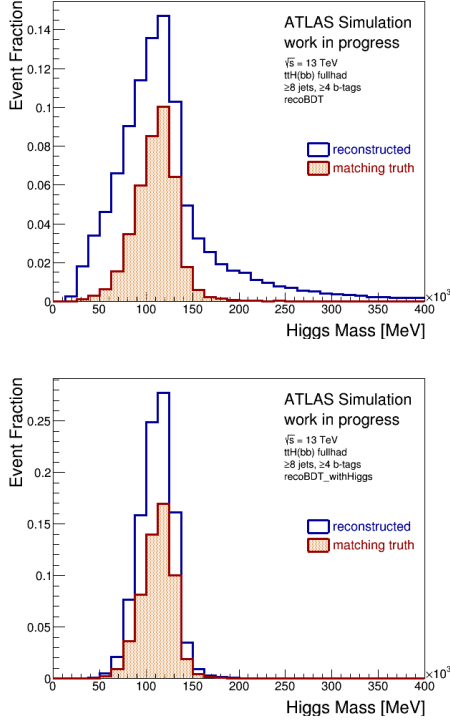 Event Fraction
ATLAS Simulation
work in progress
√s = 13 TeV
ttH(bb) fullhad
≥8 jets, ≥4 b-tags
recoBDT
reconstructed
matching truth
0.14
0.12
0.1
0.08
0.06
0.04
0.02
0
0 50 100 150 200 250 300 350 400
×10³
Higgs Mass [MeV]
Event Fraction
ATLAS Simulation
work in progress
√s = 13 TeV
ttH(bb) fullhad
≥8 jets, ≥4 b-tags
recoBDT_withHiggs
reconstructed
matching truth
0.25
0.2
0.15
0.1
0.05
0
0 50 100 150 200 250 300 350 400
×10³
Higgs Mass [MeV]